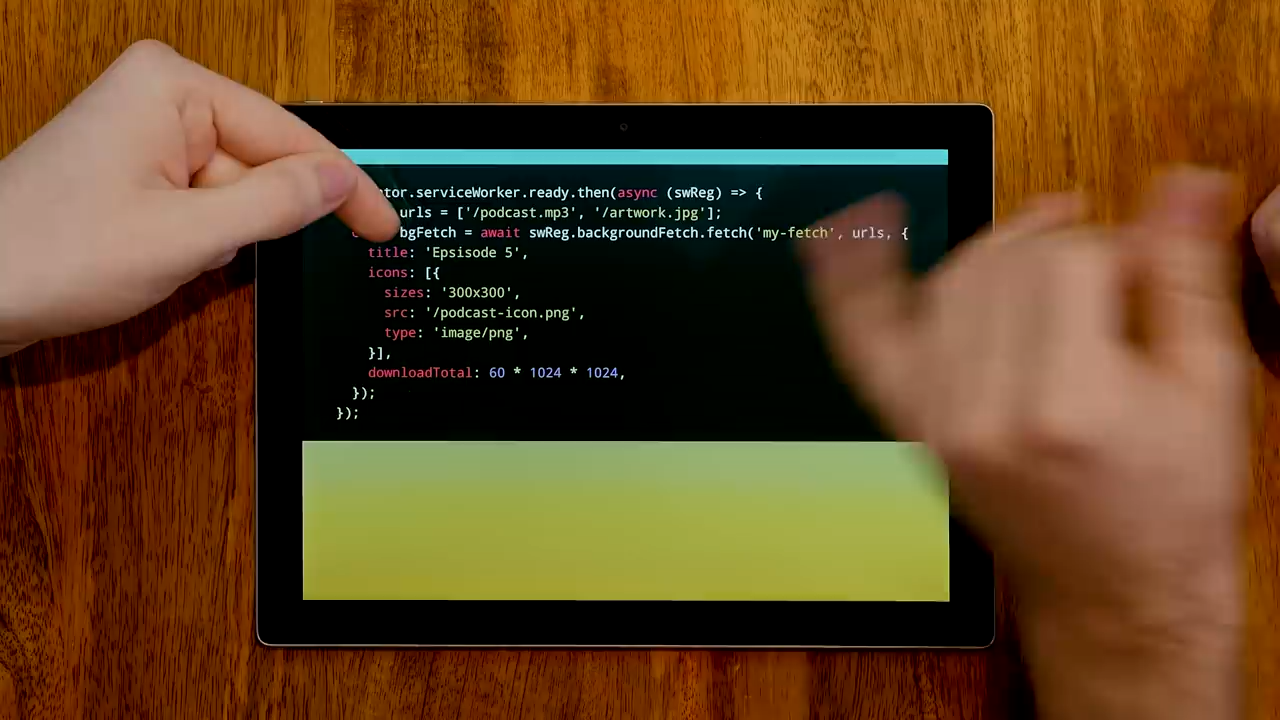 ator.serviceWorker.ready.then(async (swReg) => {
urls = ['/podcast.mp3', '/artwork.jpg'];
bgFetch = await swReg.backgroundFetch.fetch('my-fetch', urls, {
title: 'Epsisode 5',
icons: [{
sizes: '300x300',
src: '/podcast-icon.png',
type: 'image/png',
}],
downloadTotal: 60 * 1024 * 1024,
});
});